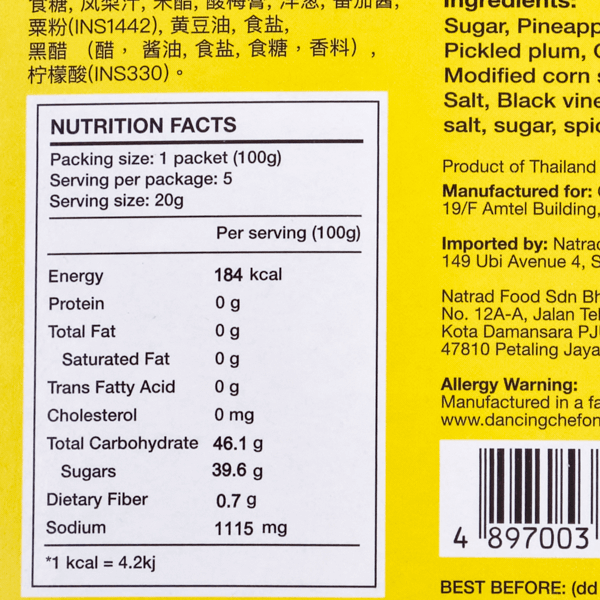 食糖, 凤梨汁, 米醋, 酸梅膏, 洋葱, 番茄酱,
粟粉(INS1442), 黄豆油, 食盐,
黑醋 （醋，酱油, 食盐, 食糖，香料）,
柠檬酸(INS330)。
NUTRITION FACTS
Packing size: 1 packet (100g)
Serving per package: 5
Serving size: 20g
Per serving (100g)
Energy 184 kcal
Protein 0 g
Total Fat 0 g
Saturated Fat 0 g
Trans Fatty Acid 0 g
Cholesterol 0 mg
Total Carbohydrate 46.1 g
Sugars 39.6 g
Dietary Fiber 0.7 g
Sodium 1115 mg
*1 kcal = 4.2kj
Ingredients:
Sugar, Pineapp
Pickled plum,
Modified corn s
Salt, Black vine
salt, sugar, spic
Product of Thailand
Manufactured for:
19/F Amtel Building,
Imported by: Natrad
149 Ubi Avenue 4, S
Natrad Food Sdn Bh
No. 12A-A, Jalan Tel
Kota Damansara PJU
47810 Petaling Jaya
Allergy Warning:
Manufactured in a fa
www.dancingchefon
4 897003
BEST BEFORE: (dd